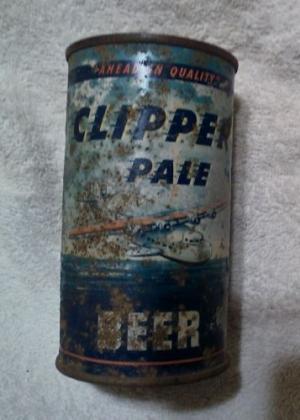 "AHEAD IN QUALITY"
CLIPPER
PALE
BEER